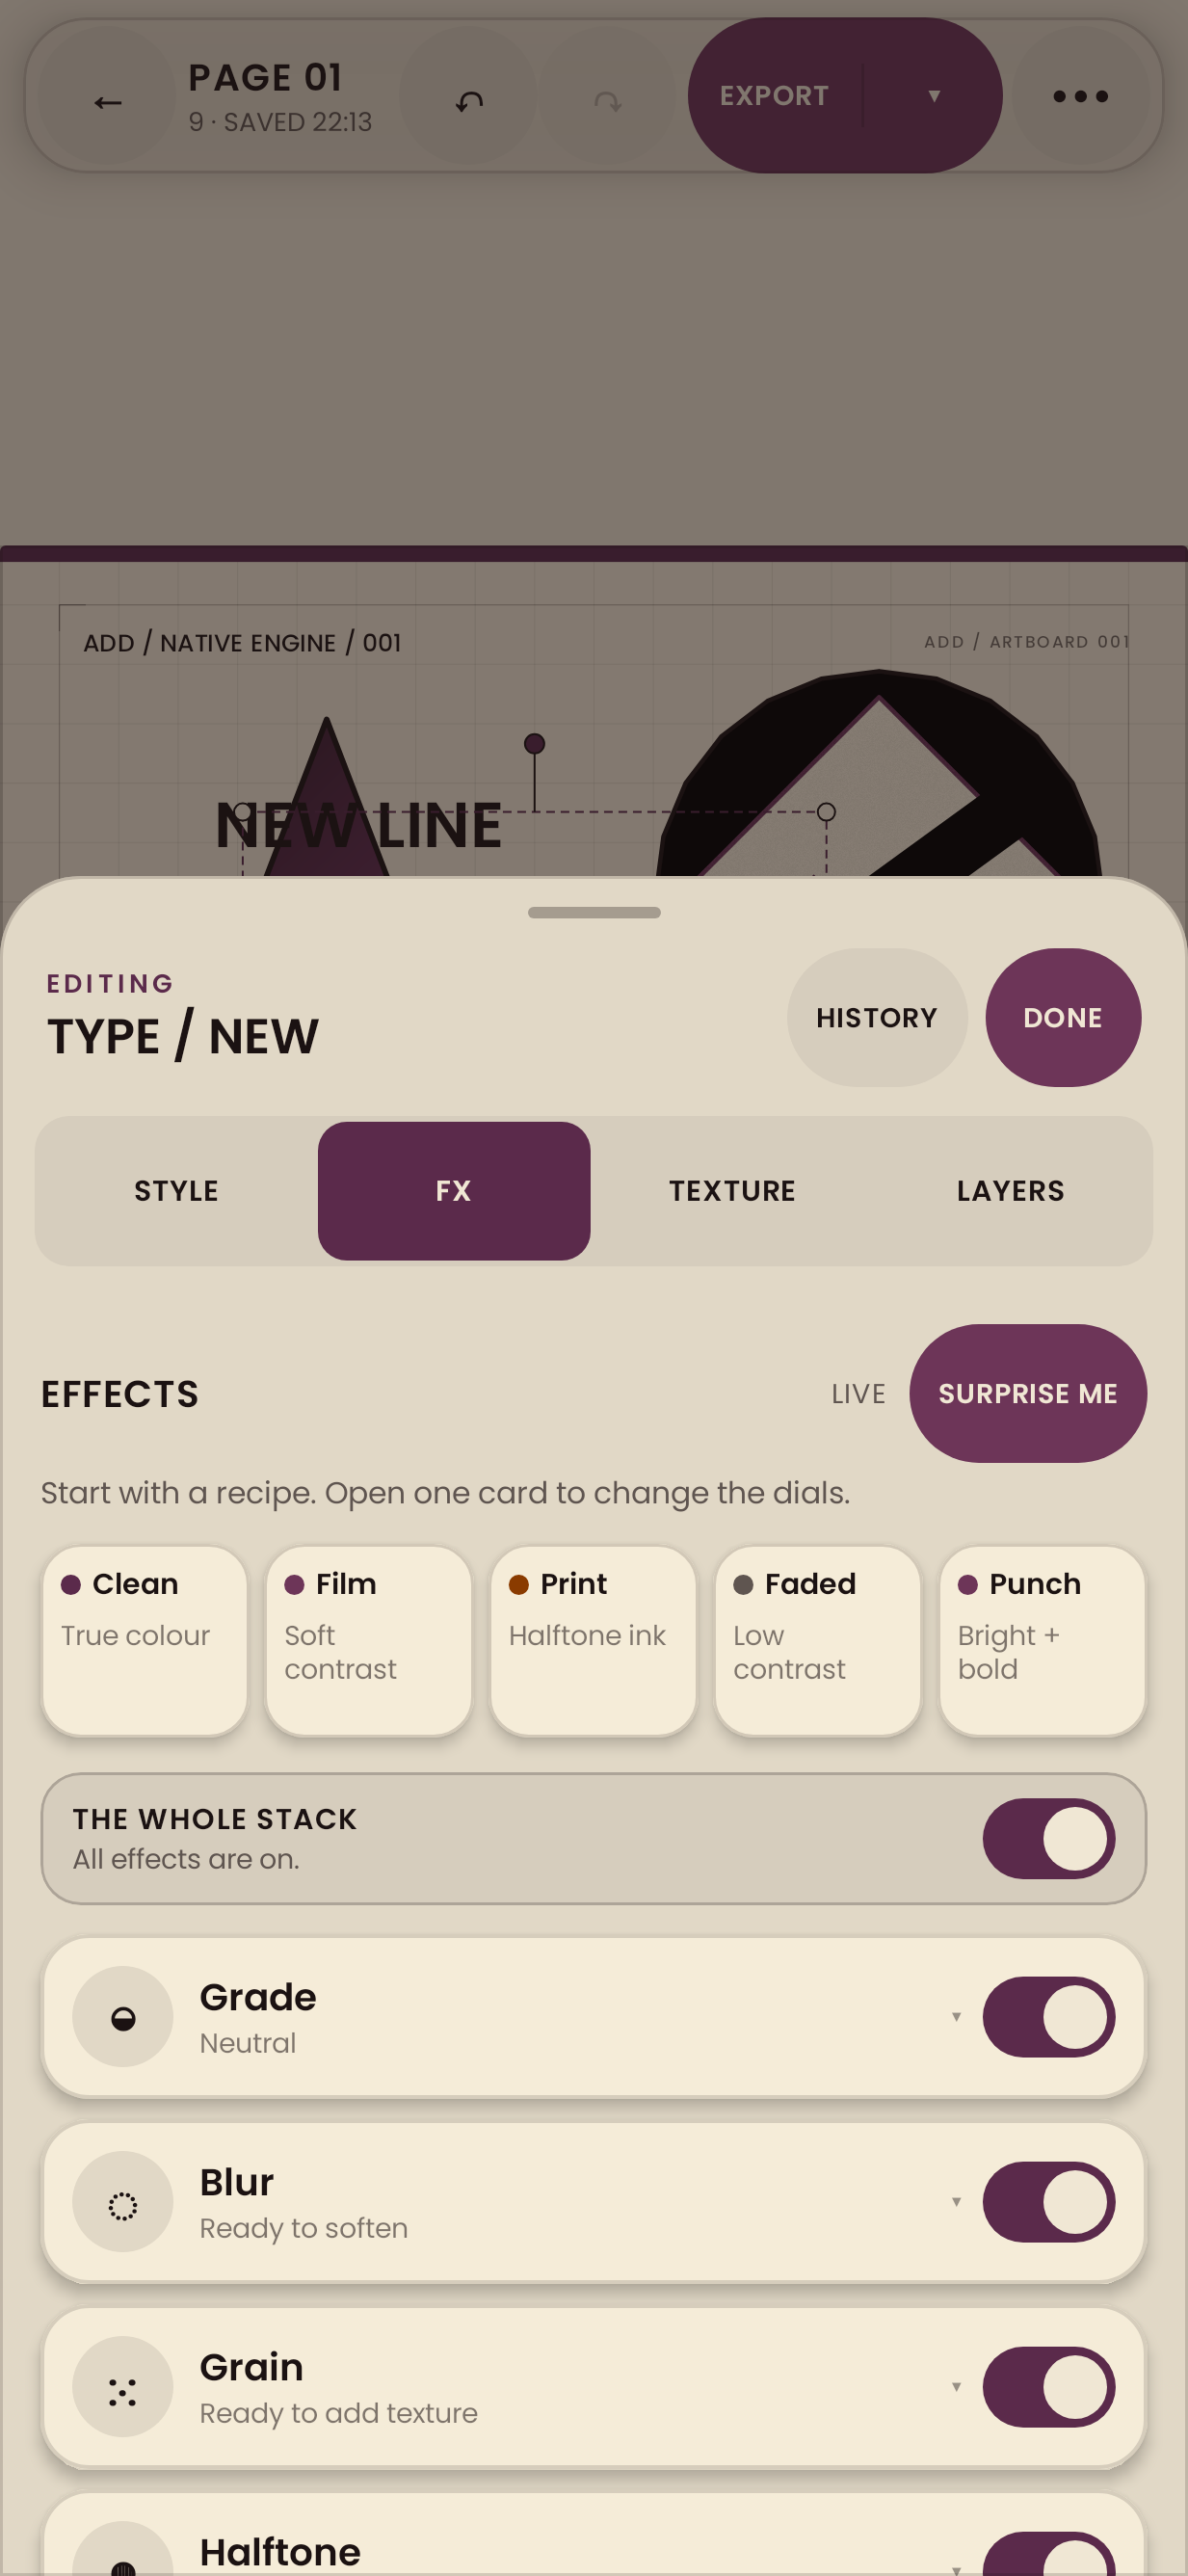 PAGE 01
9 · SAVED 22:13
EXPORT
ADD / NATIVE ENGINE / 001
ADD / ARTBOARD 001
NEW LINE
EDITING
TYPE / NEW
HISTORY
DONE
STYLE
FX
TEXTURE
LAYERS
EFFECTS
LIVE
SURPRISE ME
Start with a recipe. Open one card to change the dials.
Clean
True colour
Film
Soft
contrast
Print
Halftone ink
Faded
Low
contrast
Punch
Bright +
bold
THE WHOLE STACK
All effects are on.
Grade
Neutral
Blur
Ready to soften
Grain
Ready to add texture
Halftone